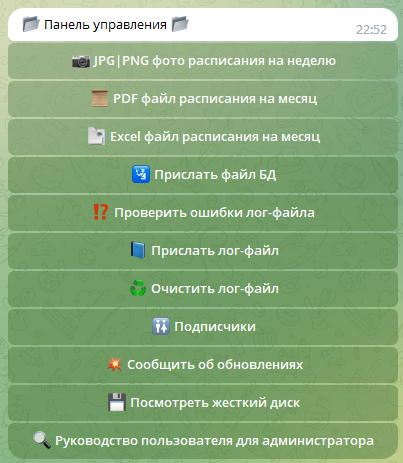 Панель управления
22:52
JPG|PNG фото расписания на неделю
PDF файл расписания на месяц
Excel файл расписания на месяц
Прислать файл БД
Проверить ошибки лог-файла
Прислать лог-файл
Очистить лог-файл
Подписчики
Сообщить об обновлениях
Посмотреть жесткий диск
Руководство пользователя для администратора